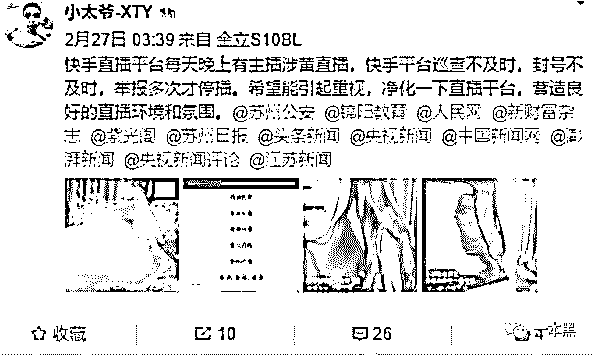 小太爷-XTY
2月27日 03:39 来自 金立S10BL
快手直播平台每天晚上有主播涉黄直播，快手平台巡查不及时，封号不
及时，举报多次才停播。希望能引起重视，净化一下直播平台，营造良
好的直播环境和氛围。@苏州公安 @饶阳教育 @人民网 @新财富杂
志 @紫光阁 @苏州日报 @头条新闻 @央视新闻 @中国新闻网 @澎
湃新闻 @央视新闻评论 @江苏新闻
收藏 10 26
一本黑